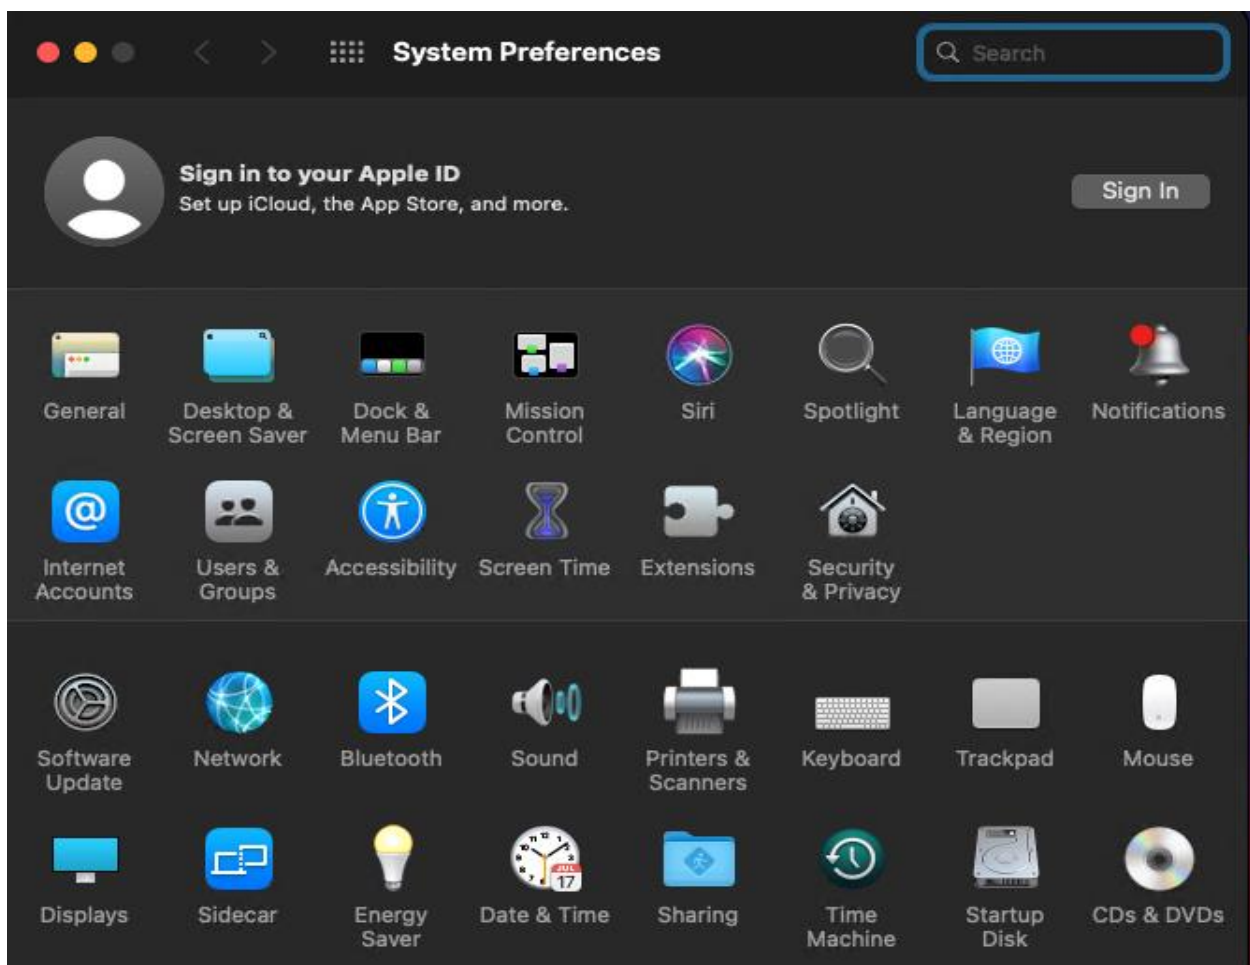 System Preferences
Search
Sign in to your Apple ID
Set up iCloud, the App Store, and more.
Sign In
General
Desktop &
Screen Saver
Dock &
Menu Bar
Mission
Control
Siri
Spotlight
Language
& Region
Notifications
Internet
Accounts
Users &
Groups
Accessibility
Screen Time
Extensions
Security
& Privacy
Software
Update
Network
Bluetooth
Sound
Printers &
Scanners
Keyboard
Trackpad
Mouse
Displays
Sidecar
Energy
Saver
JUL
17
Date & Time
Sharing
Time
Machine
Startup
Disk
CDs & DVDs